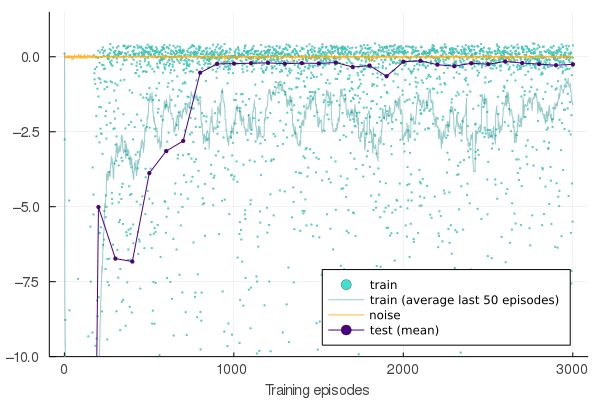 0.0
−2.5
−5.0
−7.5
−10.0
0 1000 2000 3000
Training episodes
train
train (average last 50 episodes)
noise
test (mean)